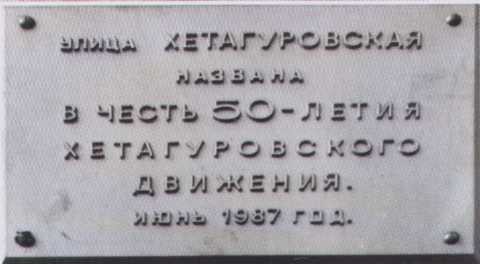 УЛИЦА ХЕТАГУРОВСКАЯ
НАЗВАНА
В ЧЕСТЬ 50-ЛЕТИЯ
ХЕТАГУРОВСКОГО
ДВИЖЕНИЯ.
ИЮНЬ 1987 ГОД.